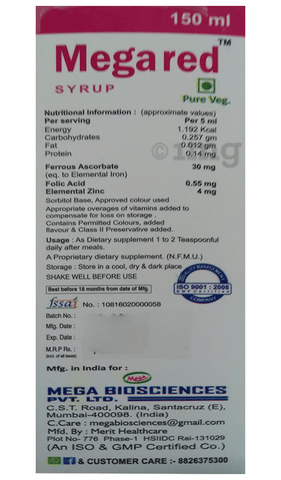 150 ml
Megared™
SYRUP
Pure Veg.
Nutritional Information : (approximate values)
Per serving Per 5 ml
Energy 1.192 Kcal
Carbohydrates 0.257 gm
Fat 0.012 gm
Protein 0.14 mg
Ferrous Ascorbate 30 mg
(eq. to Elemental Iron)
Folic Acid 0.55 mg
Elemental Zinc 4 mg
Sorbitol Base, Approved colour used
Appropriate overages of vitamins added to
compensate for loss on storage .
Contains Permitted Colours, added
flavour & Class II Preservative added.
Usage : As Dietary supplement 1 to 2 Teaspoonful
daily after meals.
A Proprietary dietary supplement. (N.F.M.U.)
Storage : Store in a cool, dry & dark place
SHAKE WELL BEFORE USE
ISO 9001 : 2008
COMPANY
Best before 18 months from date of Mfg.
fssai No. : 10816020000058
Batch No. :
Mfg. Date :
Exp. Date :
M.R.P Rs :
(Incl. of all taxes)
Mfg. in India for :
Mega
MEGA BIOSCIENCES
PVT. LTD.
C.S.T. Road, Kalina, Santacruz (E),
Mumbai-400098. (India)
C.Care : megabiosciences@gmail.com
Mfd. By : Merit Healthcare
Plot No- 776 Phase-1 HSIIDC Rai-131029
(An ISO & GMP Certified Co.)
& CUSTOMER CARE :- 8826375300